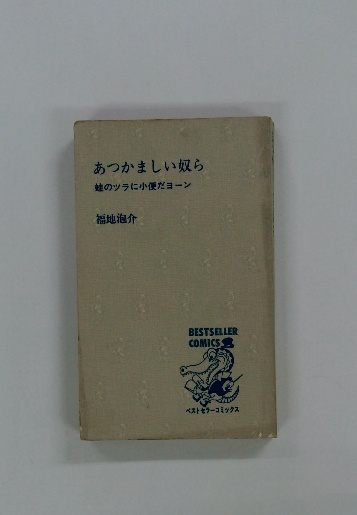 あつかましい奴ら
蛙のツラに小便だヨーン
福地泡介
BESTSELLER
COMICS
ベストセラーコミックス